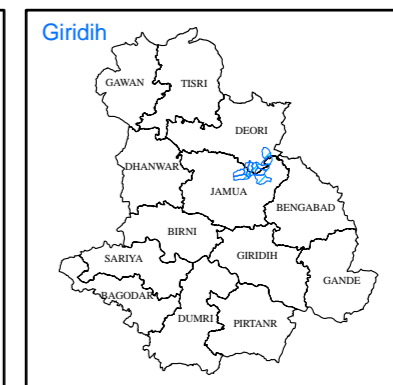 Giridih
GAWAN
TISRI
DEORI
DHANWAR
JAMUA
BENGABAD
BIRNI
SARIYA
GIRIDIH
GANDE
BAGODAR
DUMRI
PIRTANR